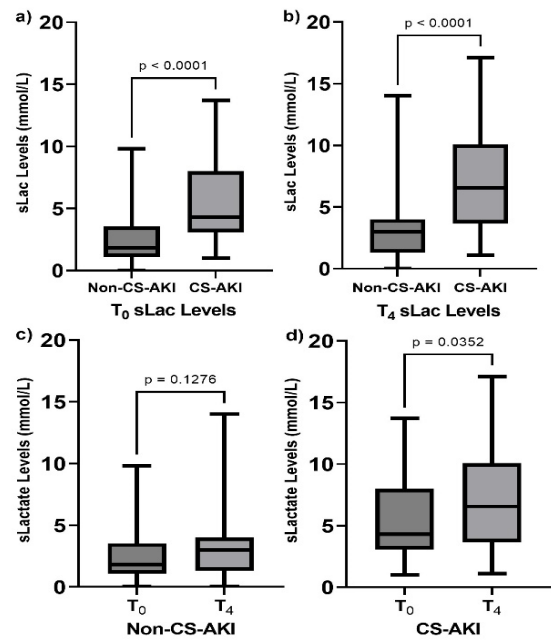 a)
20
15
10
5
0
sLac Levels (mmol/L)
p < 0.0001
Non-CS-AKI CS-AKI
T0 sLac Levels
b)
20
15
10
5
0
sLac Levels (mmol/L)
p < 0.0001
Non-CS-AKI CS-AKI
T4 sLac Levels
c)
20
15
10
5
0
sLactate Levels (mmol/L)
p = 0.1276
T0 T4
Non-CS-AKI
d)
20
15
10
5
0
sLactate Levels (mmol/L)
p = 0.0352
T0 T4
CS-AKI